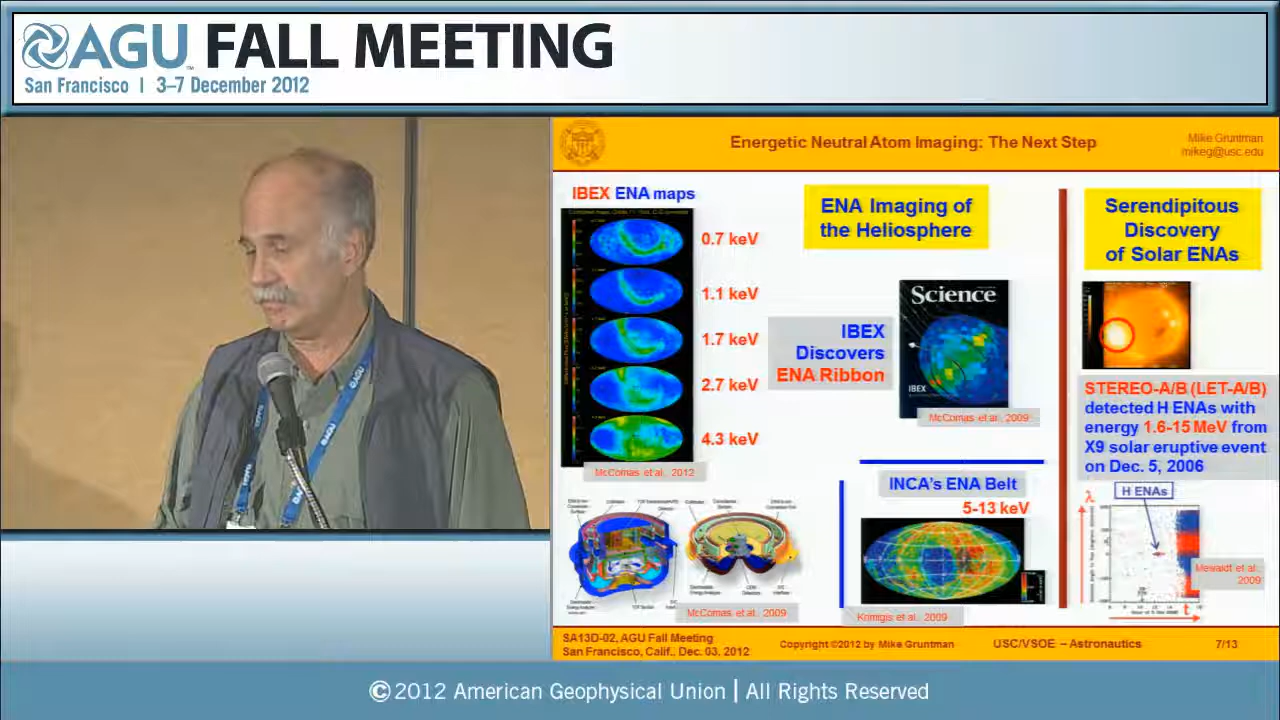 AGU FALL MEETING
San Francisco | 3–7 December 2012
Energetic Neutral Atom Imaging: The Next Step
Mike Gruntman
mikeg@usc.edu
IBEX ENA maps
0.7 keV
1.1 keV
1.7 keV
2.7 keV
4.3 keV
McComas et al., 2012
ENA Imaging of
the Heliosphere
IBEX
Discovers
ENA Ribbon
Science
IBEX
McComas et al., 2009
McComas et al., 2009
INCA's ENA Belt
5-13 keV
Krimigis et al., 2009
Serendipitous
Discovery
of Solar ENAs
STEREO-A/B (LET-A/B)
detected H ENAs with
energy 1.6-15 MeV from
X9 solar eruptive event
on Dec. 5, 2006
H ENAs
λ
Mewaldt et al.,
2009
t
SA13D-02, AGU Fall Meeting
San Francisco, Calif., Dec. 03, 2012
Copyright ©2012 by Mike Gruntman
USC/VSOE – Astronautics
7/13
©2012 American Geophysical Union | All Rights Reserved